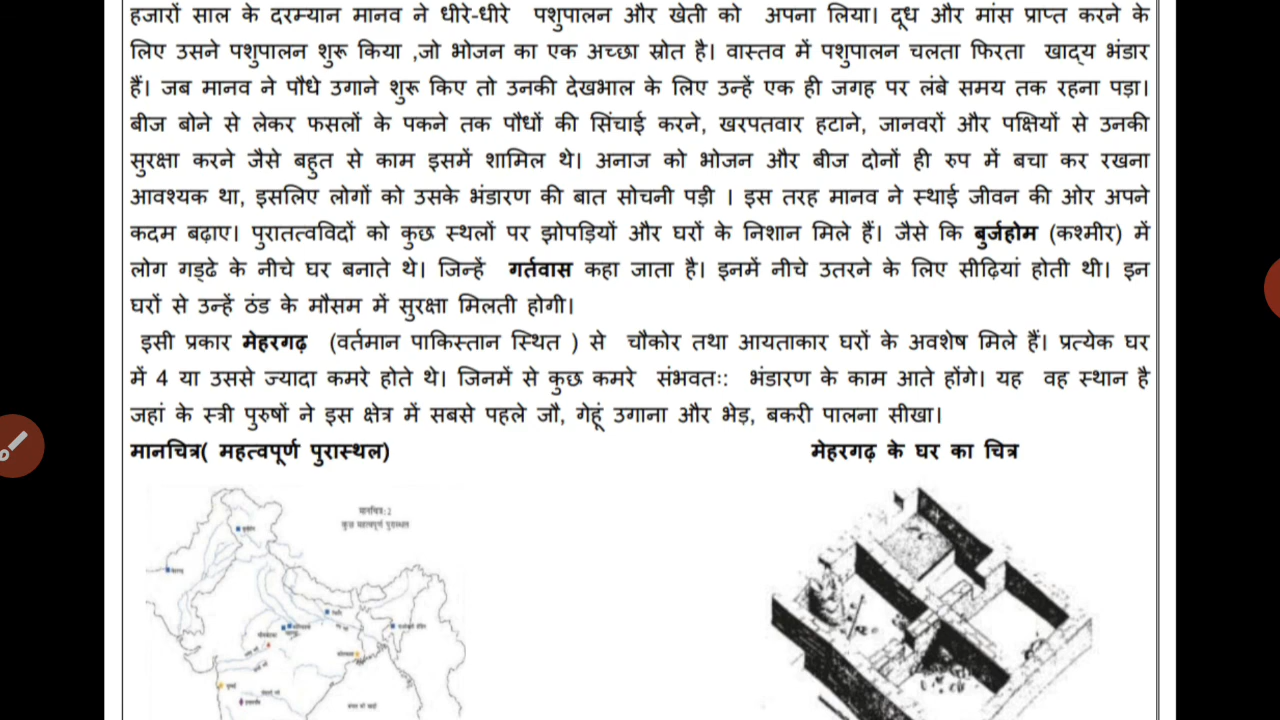 हजारों साल के दरम्यान मानव ने धीरे-धीरे पशुपालन और खेती को अपना लिया। दूध और मांस प्राप्त करने के
लिए उसने पशुपालन शुरू किया ,जो भोजन का एक अच्छा स्रोत है। वास्तव में पशुपालन चलता फिरता खाद्य भंडार
हैं। जब मानव ने पौधे उगाने शुरू किए तो उनकी देखभाल के लिए उन्हें एक ही जगह पर लंबे समय तक रहना पड़ा।
बीज बोने से लेकर फसलों के पकने तक पौधों की सिंचाई करने, खरपतवार हटाने, जानवरों और पक्षियों से उनकी
सुरक्षा करने जैसे बहुत से काम इसमें शामिल थे। अनाज को भोजन और बीज दोनों ही रुप में बचा कर रखना
आवश्यक था, इसलिए लोगों को उसके भंडारण की बात सोचनी पड़ी । इस तरह मानव ने स्थाई जीवन की ओर अपने
कदम बढ़ाए। पुरातत्वविदों को कुछ स्थलों पर झोपड़ियों और घरों के निशान मिले हैं। जैसे कि बुर्जहोम (कश्मीर) में
लोग गड्ढे के नीचे घर बनाते थे। जिन्हें गर्तवास कहा जाता है। इनमें नीचे उतरने के लिए सीढ़ियां होती थी। इन
घरों से उन्हें ठंड के मौसम में सुरक्षा मिलती होगी।
इसी प्रकार मेहरगढ़ (वर्तमान पाकिस्तान स्थित ) से चौकोर तथा आयताकार घरों के अवशेष मिले हैं। प्रत्येक घर
में 4 या उससे ज्यादा कमरे होते थे। जिनमें से कुछ कमरे संभवतः: भंडारण के काम आते होंगे। यह वह स्थान है
जहां के स्त्री पुरुषों ने इस क्षेत्र में सबसे पहले जौ, गेहूं उगाना और भेड़, बकरी पालना सीखा।
मानचित्र( महत्वपूर्ण पुरास्थल) मेहरगढ़ के घर का चित्र
मानचित्र:2
कुछ महत्वपूर्ण पुरास्थल